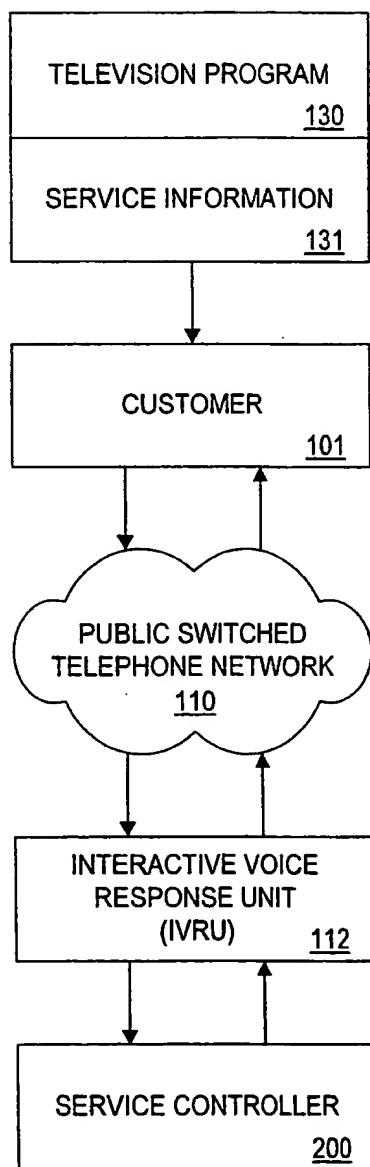 TELEVISION PROGRAM
130
SERVICE INFORMATION
131
CUSTOMER
101
PUBLIC SWITCHED
TELEPHONE NETWORK
110
INTERACTIVE VOICE
RESPONSE UNIT
(IVRU)
112
SERVICE CONTROLLER
200